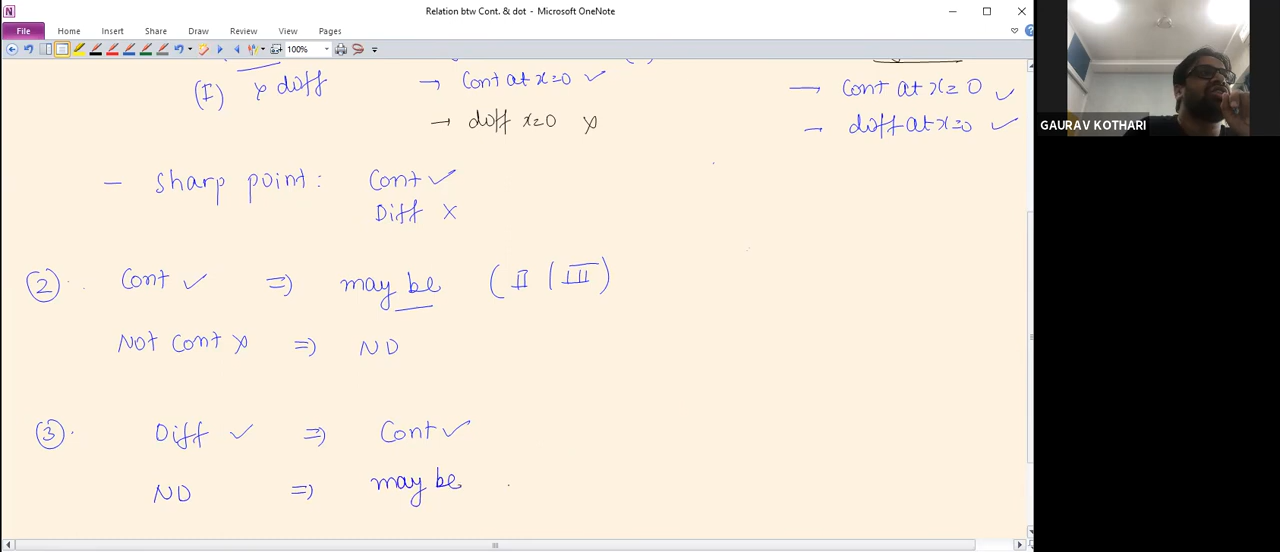 Relation btw Cont. & dot - Microsoft OneNote
File Home Insert Share Draw Review View Pages
100%
GAURAV KOTHARI
(I) x diff
→ Cont at x=0 ✓
→ diff x=0 x
→ Cont at x=0 ✓
→ diff at x=0 ✓
- Sharp point: Cont ✓
Diff X
② Cont ✓ => may be (II / III)
Not Cont x => ND
③ Diff ✓ => Cont ✓
ND => may be